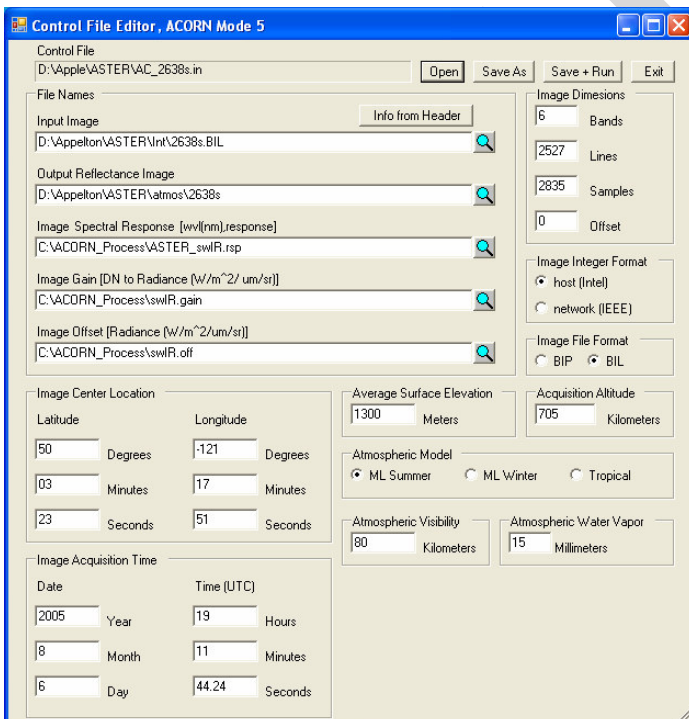 Control File Editor, ACORN Mode 5
Control File
D:\Apple\ASTER\AC_2638s.in
Open Save As Save + Run Exit
File Names
Info from Header
Input Image
D:\Appelton\ASTER\Int\2638s.BIL
Output Reflectance Image
D:\Appelton\ASTER\atmos\2638s
Image Spectral Response [wvl(nm),response]
C:\ACORN_Process\ASTER_swIR.rsp
Image Gain [DN to Radiance (W/m^2/ um/sr)]
C:\ACORN_Process\swIR.gain
Image Offset [Radiance (W/m^2/um/sr)]
C:\ACORN_Process\swIR.off
Image Dimesions
6 Bands
2527 Lines
2835 Samples
0 Offset
Image Integer Format
host (Intel)
network (IEEE)
Image File Format
BIP BIL
Image Center Location
Latitude Longitude
50 Degrees -121 Degrees
03 Minutes 17 Minutes
23 Seconds 51 Seconds
Average Surface Elevation
1300 Meters
Acquisition Altitude
705 Kilometers
Atmospheric Model
ML Summer ML Winter Tropical
Atmospheric Visibility
80 Kilometers
Atmospheric Water Vapor
15 Millimeters
Image Acquisition Time
Date Time (UTC)
2005 Year 19 Hours
8 Month 11 Minutes
6 Day 44.24 Seconds